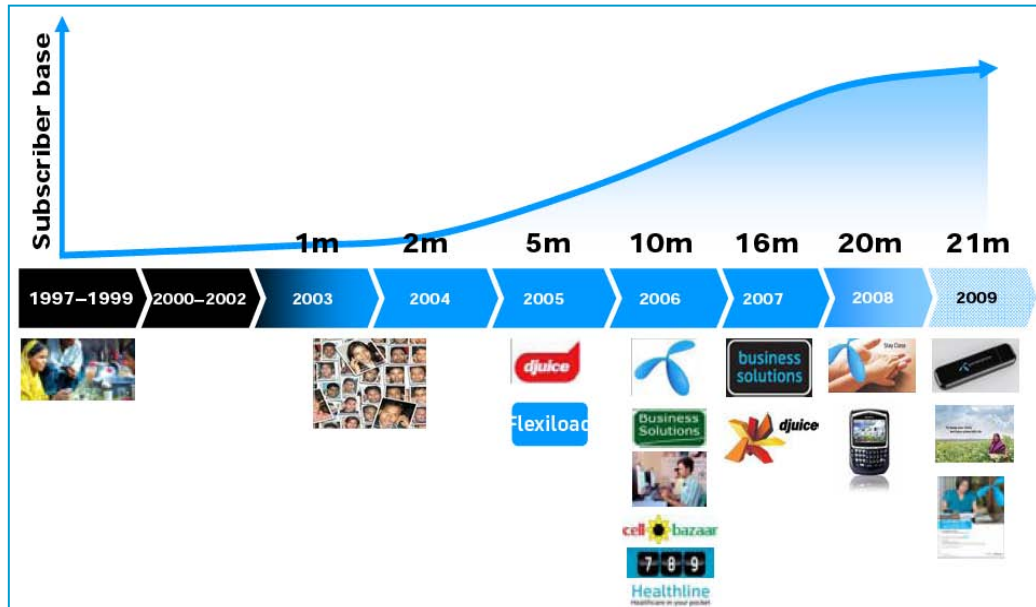 Subscriber base
1m 2m 5m 10m 16m 20m 21m
1997–1999 2000–2002 2003 2004 2005 2006 2007 2008 2009
djuice
Flexiload
Business
Solutions
cell bazaar
7 8 9
Healthline
Healthcare in your pocket
business
solutions
djuice
Stay Close